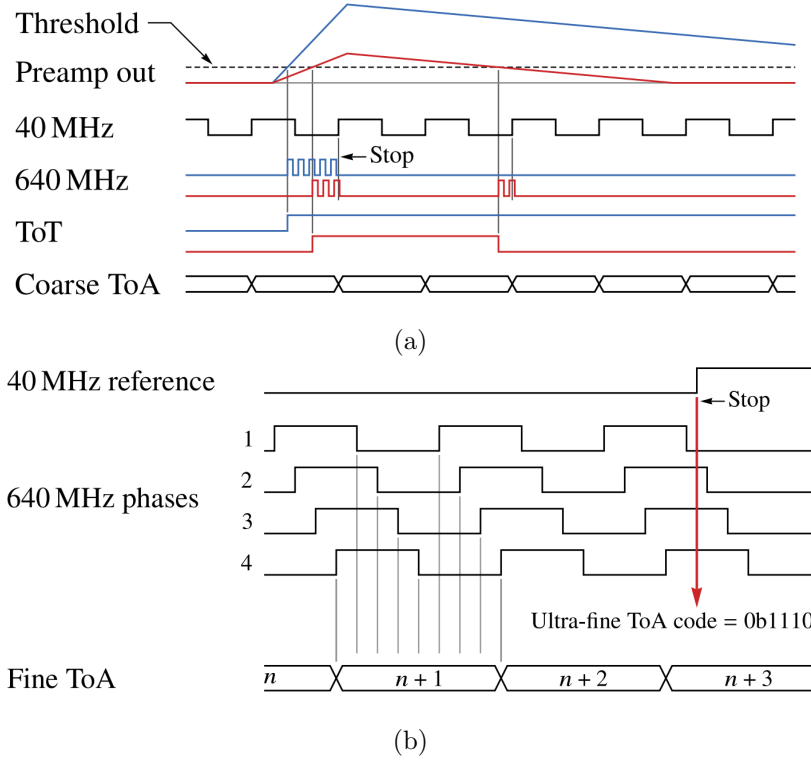 Threshold
Preamp out
40 MHz
Stop
640 MHz
ToT
Coarse ToA
(a)
40 MHz reference
Stop
1
2
640 MHz phases
3
4
Ultra-fine ToA code = 0b1110
Fine ToA
n
n + 1
n + 2
n + 3
(b)